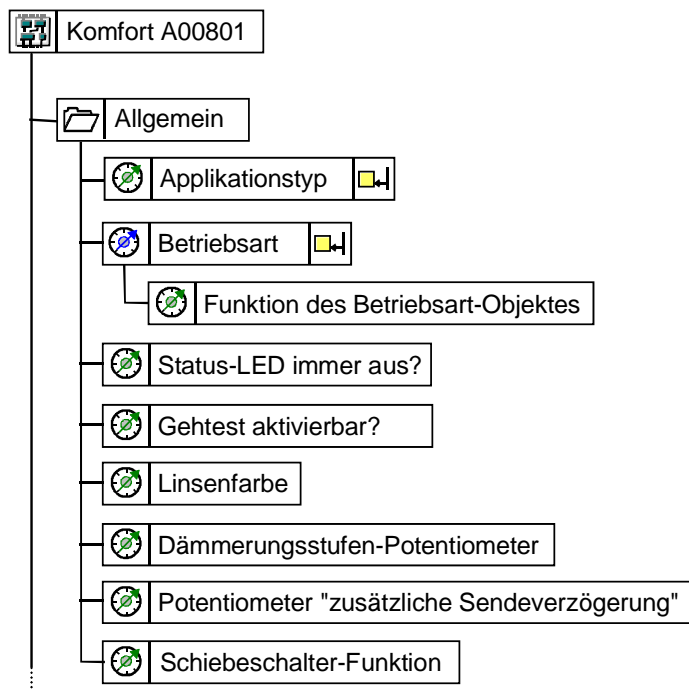 Komfort A00801
Allgemein
Applikationstyp
Betriebsart
Funktion des Betriebsart-Objektes
Status-LED immer aus?
Gehtest aktivierbar?
Linsenfarbe
Dämmerungsstufen-Potentiometer
Potentiometer "zusätzliche Sendeverzögerung"
Schiebeschalter-Funktion